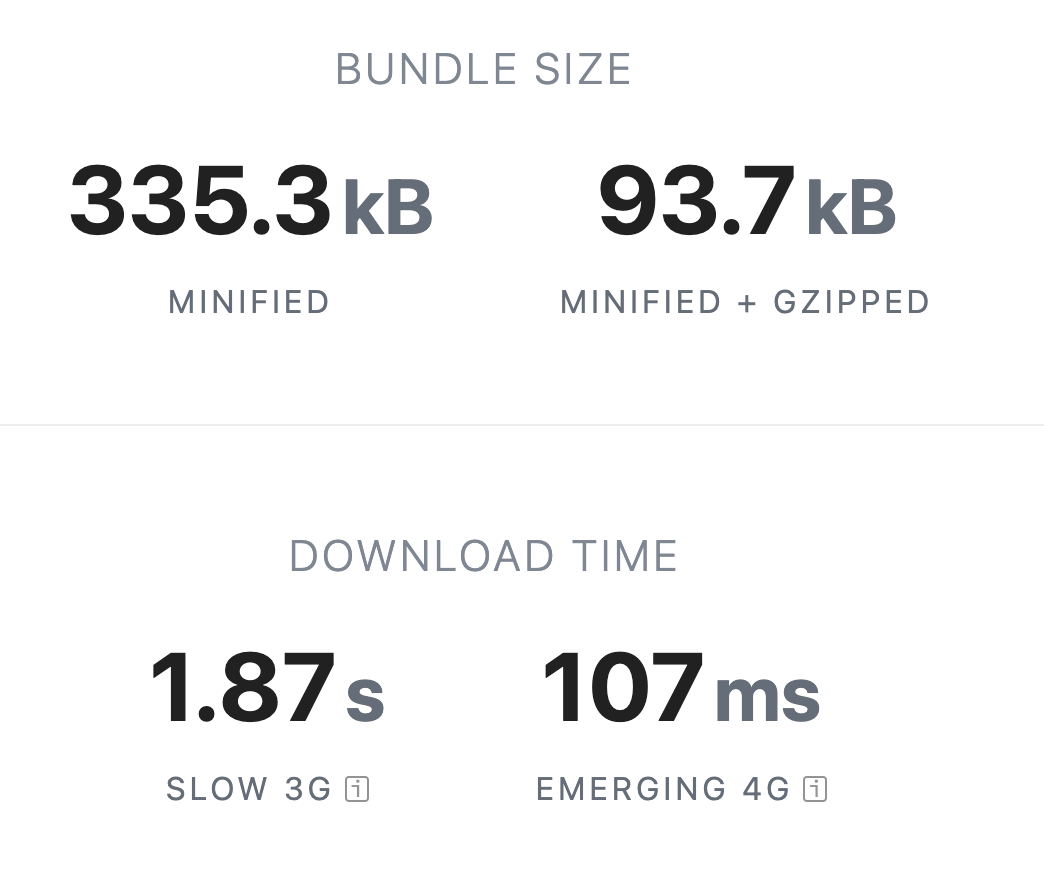 BUNDLE SIZE
335.3 kB 93.7 kB
MINIFIED MINIFIED + GZIPPED
DOWNLOAD TIME
1.87 s 107 ms
SLOW 3G i EMERGING 4G i